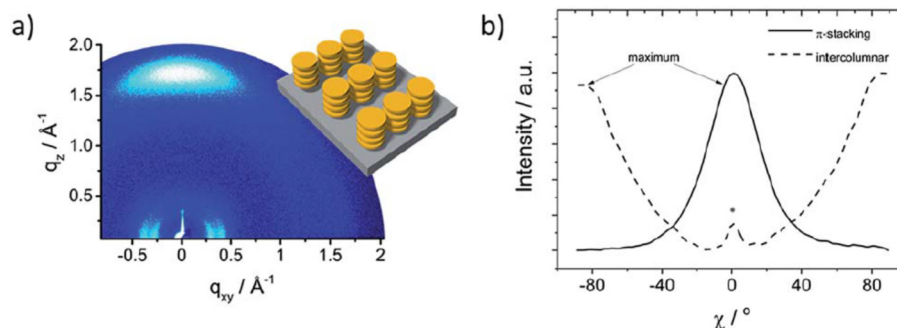 a)
2.0
1.5
1.0
0.5
q_z / Å⁻¹
-0.5 0 0.5 1 1.5 2
q_xy / Å⁻¹
b)
π-stacking
intercolumnar
maximum
*
Intensity / a.u.
-80 -40 0 40 80
χ / °